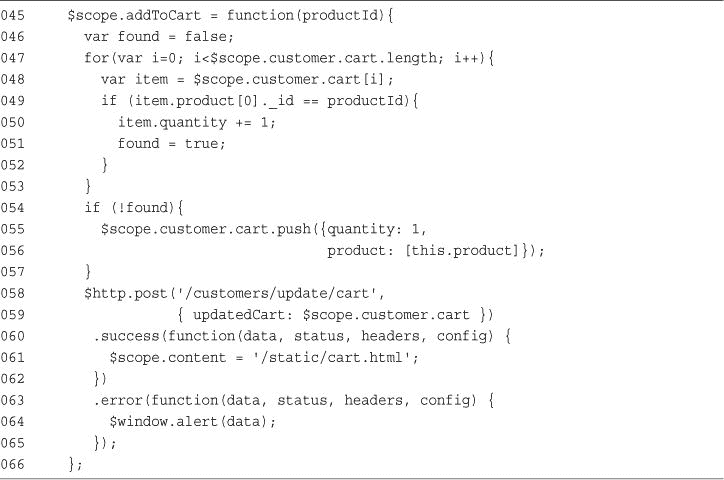 045     $scope.addToCart = function(productId){
046       var found = false;
047       for(var i=0; i<$scope.customer.cart.length; i++){
048         var item = $scope.customer.cart[i];
049         if (item.product[0]._id == productId){
050           item.quantity += 1;
051           found = true;
052         }
053       }
054       if (!found){
055         $scope.customer.cart.push({quantity: 1,
056                                    product: [this.product]});
057       }
058       $http.post('/customers/update/cart',
059                  { updatedCart: $scope.customer.cart })
060        .success(function(data, status, headers, config) {
061          $scope.content = '/static/cart.html';
062        })
063        .error(function(data, status, headers, config) {
064          $window.alert(data);
065        });
066     };